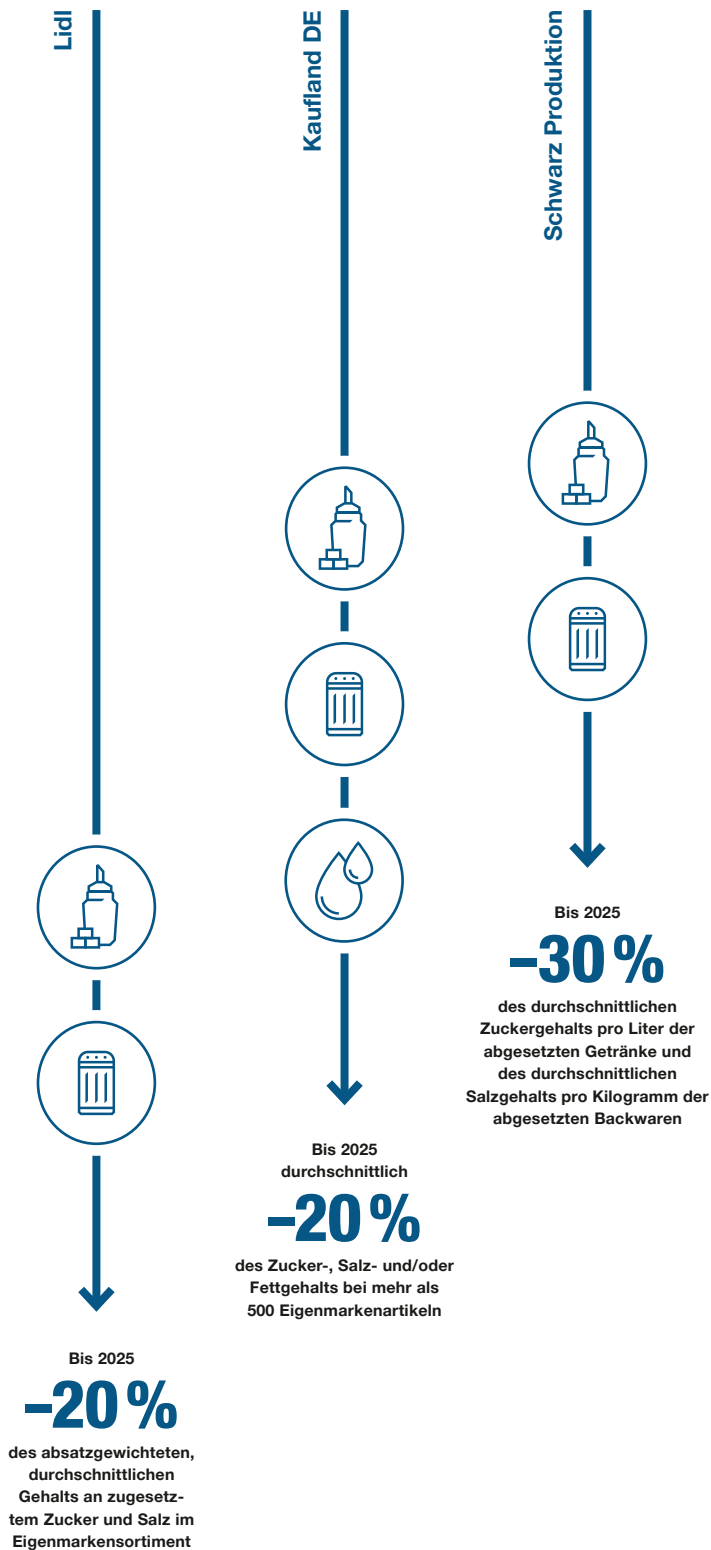 Lidl
Bis 2025
–20 %
des absatzgewichteten,
durchschnittlichen
Gehalts an zugesetz-
tem Zucker und Salz im
Eigenmarkensortiment
Kaufland DE
Bis 2025
durchschnittlich
–20 %
des Zucker-, Salz- und/oder
Fettgehalts bei mehr als
500 Eigenmarkenartikeln
Schwarz Produktion
Bis 2025
–30 %
des durchschnittlichen
Zuckergehalts pro Liter der
abgesetzten Getränke und
des durchschnittlichen
Salzgehalts pro Kilogramm der
abgesetzten Backwaren